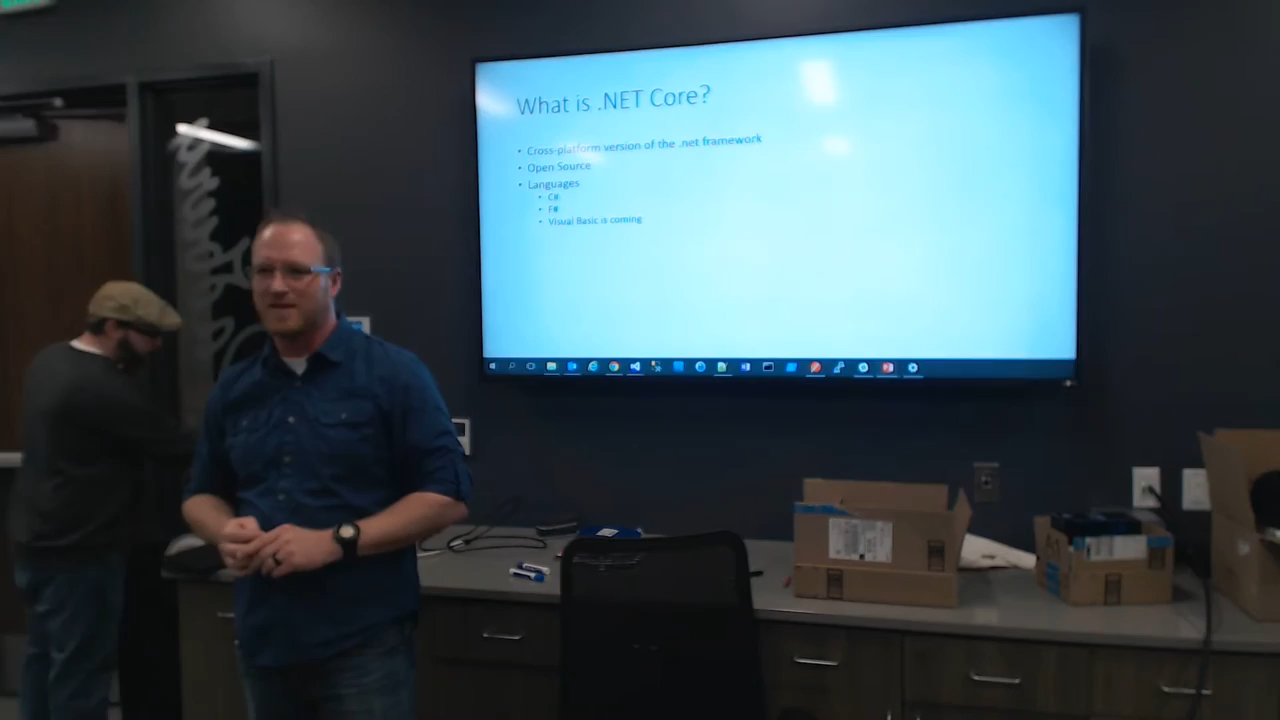 What is .NET Core?
• Cross-platform version of the .net framework
• Open Source
• Languages
• C#
• F#
• Visual Basic is coming